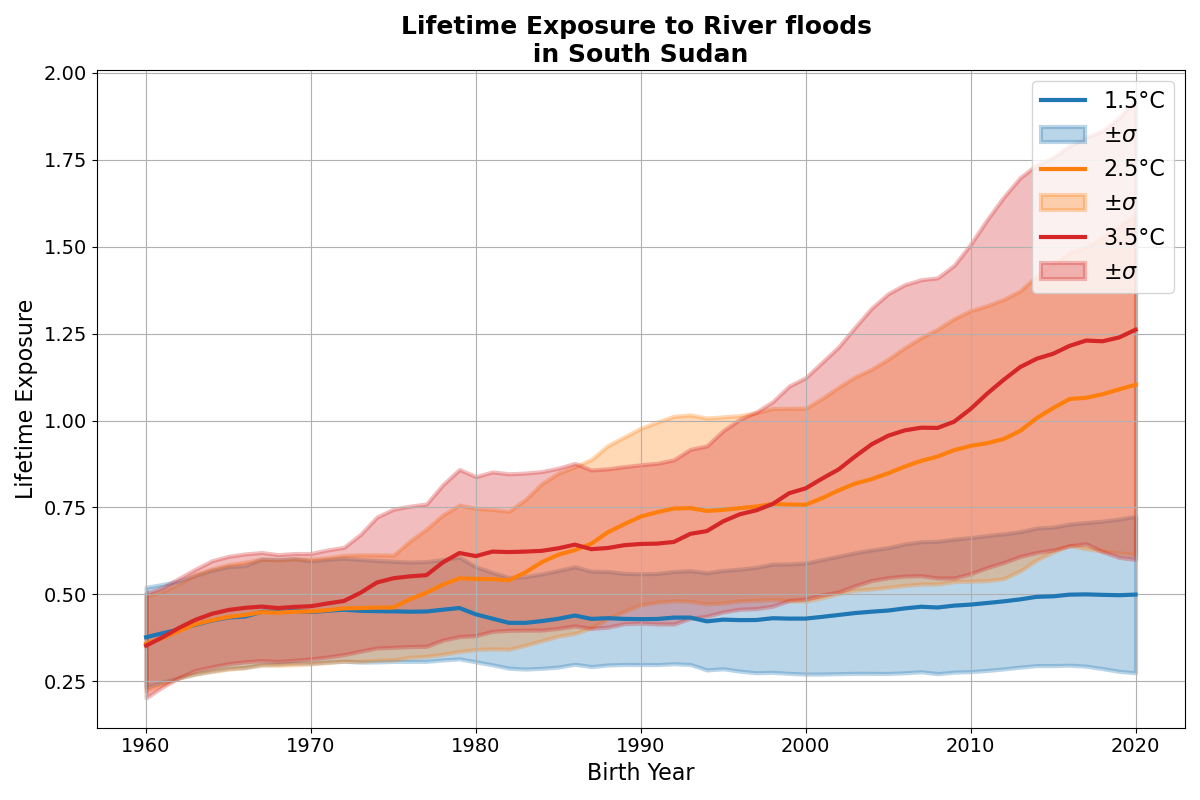 Lifetime Exposure to River floods
in South Sudan
2.00
1.75
1.50
1.25
1.00
0.75
0.50
0.25
Lifetime Exposure
1960
1970
1980
1990
2000
2010
2020
Birth Year
1.5°C
±σ
2.5°C
±σ
3.5°C
±σ